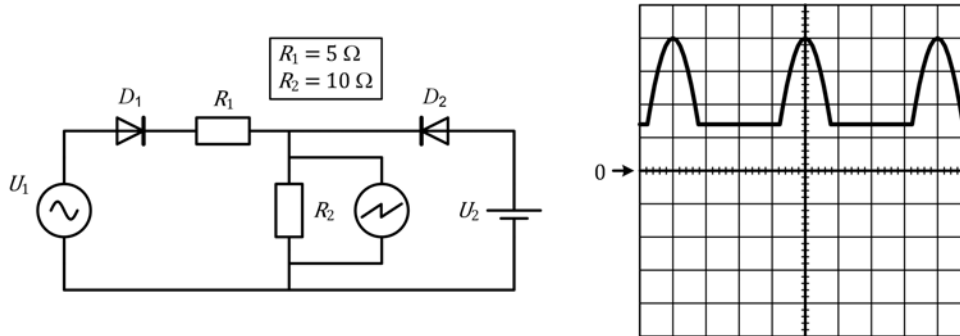 R₁ = 5 Ω
R₂ = 10 Ω
D₁
R₁
D₂
U₁
R₂
U₂
0